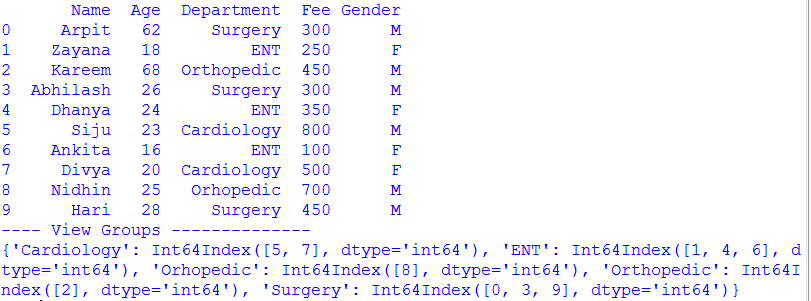 Name Age Department Fee Gender
0 Arpit 62 Surgery 300 M
1 Zayana 18 ENT 250 F
2 Kareem 68 Orthopedic 450 M
3 Abhilash 26 Surgery 300 M
4 Dhanya 24 ENT 350 F
5 Siju 23 Cardiology 800 M
6 Ankita 16 ENT 100 F
7 Divya 20 Cardiology 500 F
8 Nidhin 25 Orhopedic 700 M
9 Hari 28 Surgery 450 M
---- View Groups --------------
{'Cardiology': Int64Index([5, 7], dtype='int64'), 'ENT': Int64Index([1, 4, 6], d
type='int64'), 'Orhopedic': Int64Index([8], dtype='int64'), 'Orthopedic': Int64I
ndex([2], dtype='int64'), 'Surgery': Int64Index([0, 3, 9], dtype='int64')}